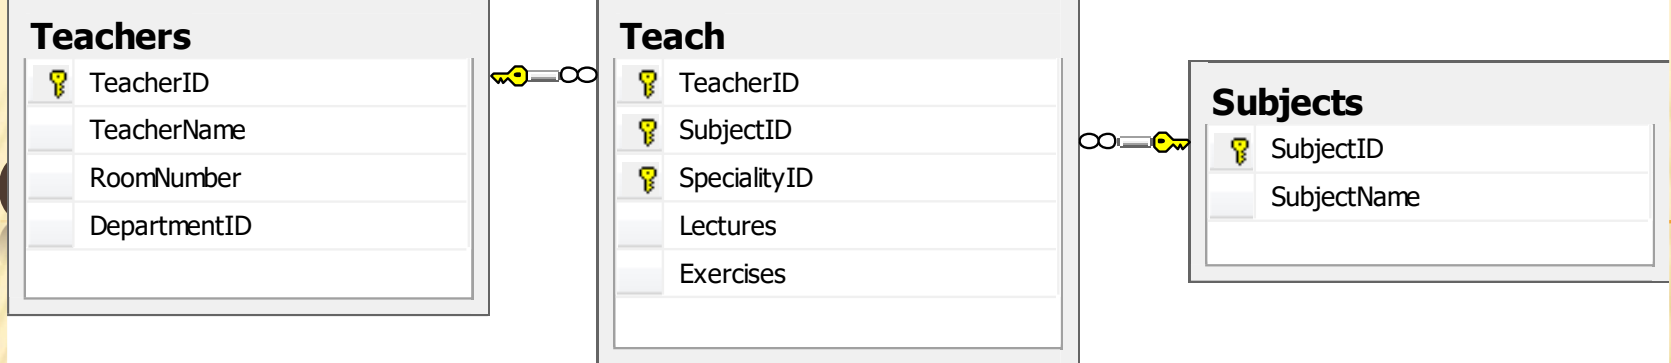 Teachers
TeacherID
TeacherName
RoomNumber
DepartmentID
Teach
TeacherID
SubjectID
SpecialityID
Lectures
Exercises
Subjects
SubjectID
SubjectName